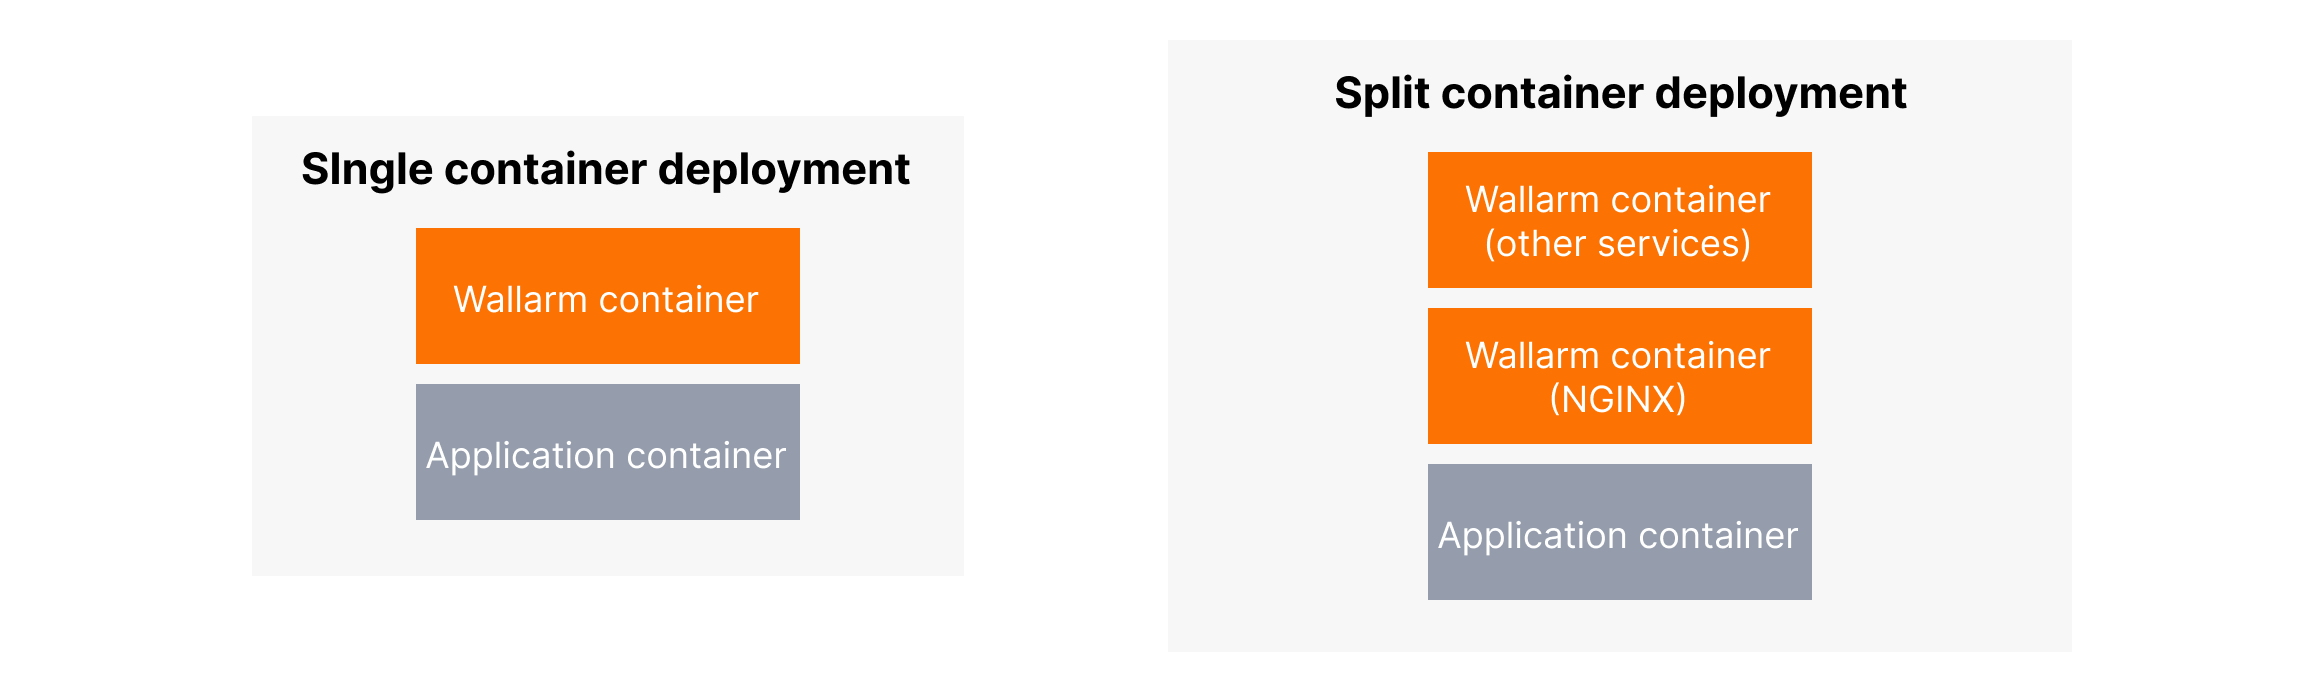 SIngle container deployment
Wallarm container
Application container
Split container deployment
Wallarm container
(other services)
Wallarm container
(NGINX)
Application container